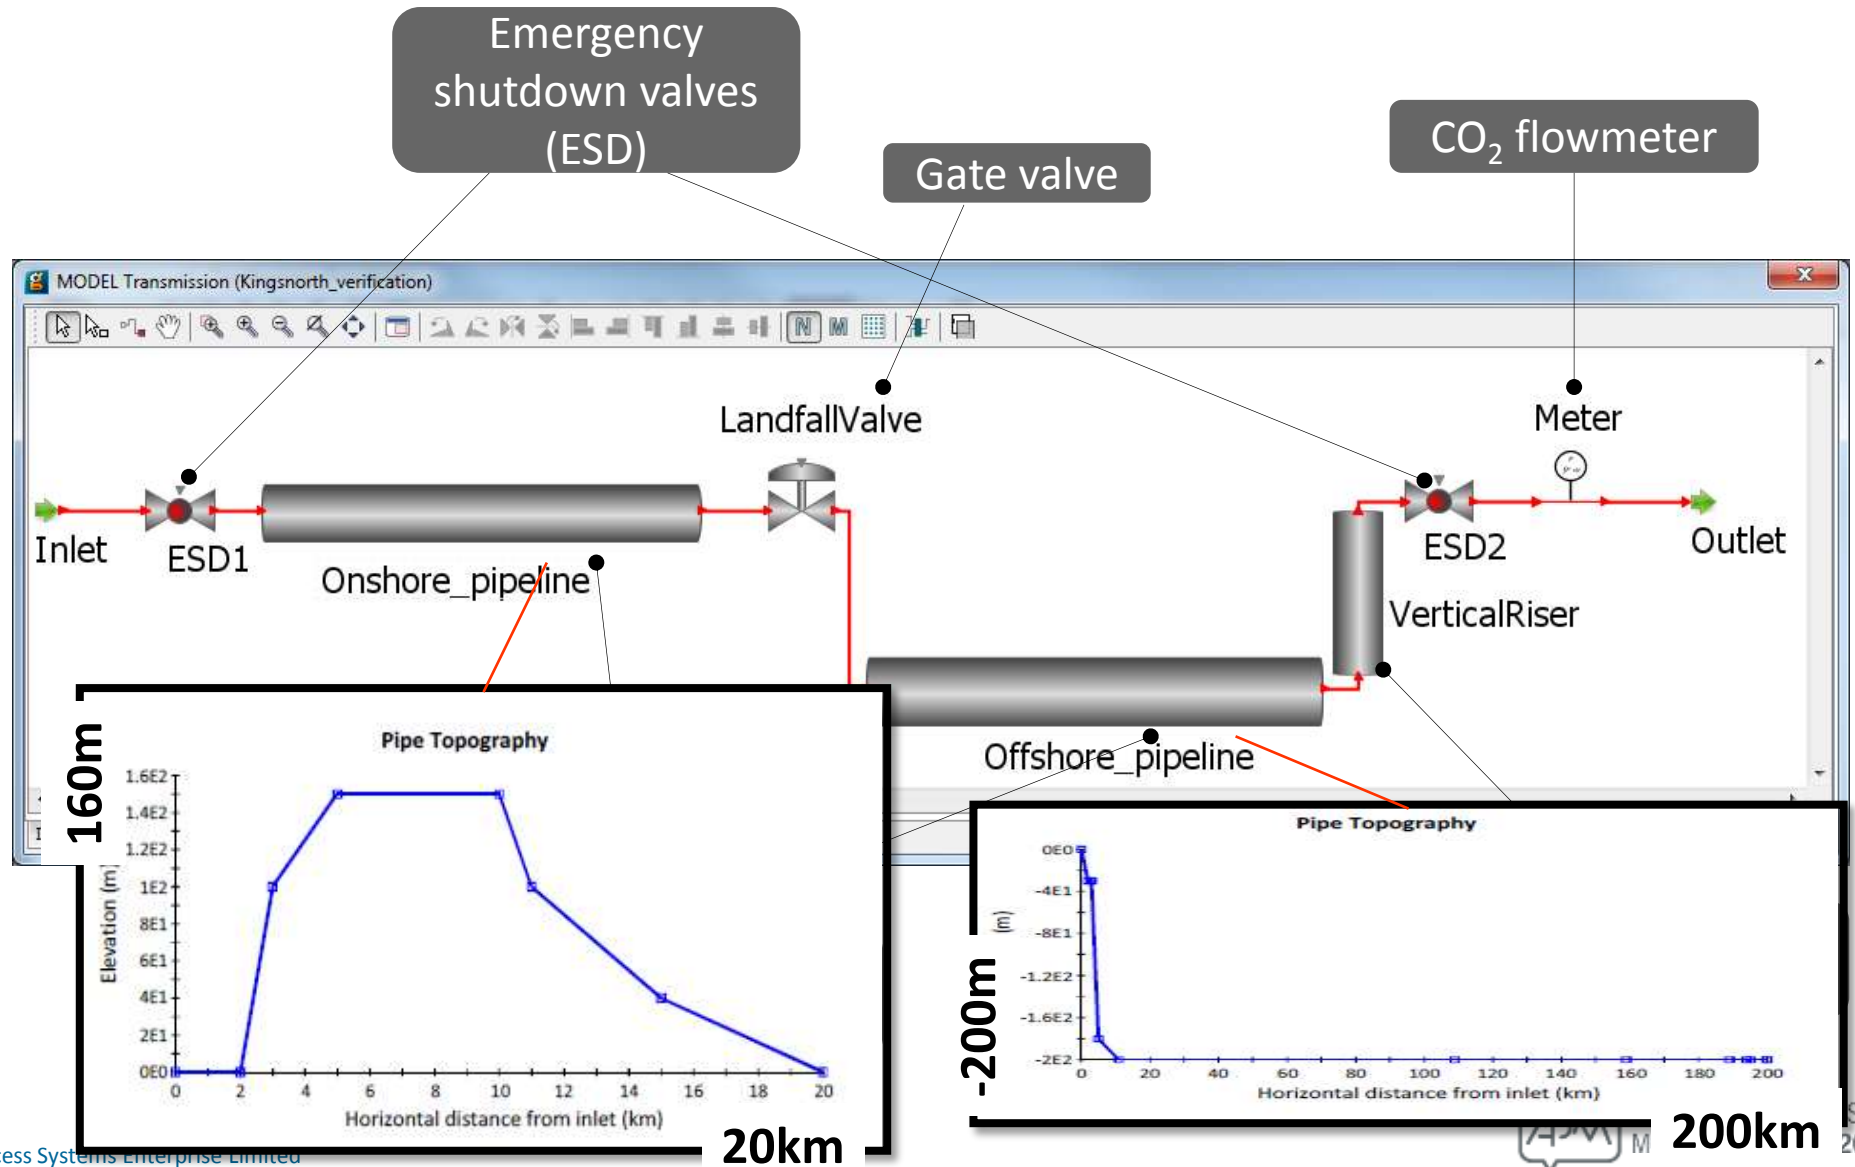 Emergency
shutdown valves
(ESD)
Gate valve
CO₂ flowmeter
MODEL Transmission (Kingsnorth_verification)
LandfallValve
Meter
Inlet
ESD1
Onshore_pipeline
ESD2
Outlet
VerticalRiser
Offshore_pipeline
160m
Pipe Topography
1.6E2
1.4E2
1.2E2
1E2
8E1
6E1
4E1
2E1
0E0
Elevation (m)
0 2 4 6 8 10 12 14 16 18 20
Horizontal distance from inlet (km)
20km
-200m
Pipe Topography
0E0
-4E1
-8E1
-1.2E2
-1.6E2
-2E2
(m)
0 20 40 60 80 100 120 140 160 180 200
Horizontal distance from inlet (km)
200km
cess Systems Enterprise Limited